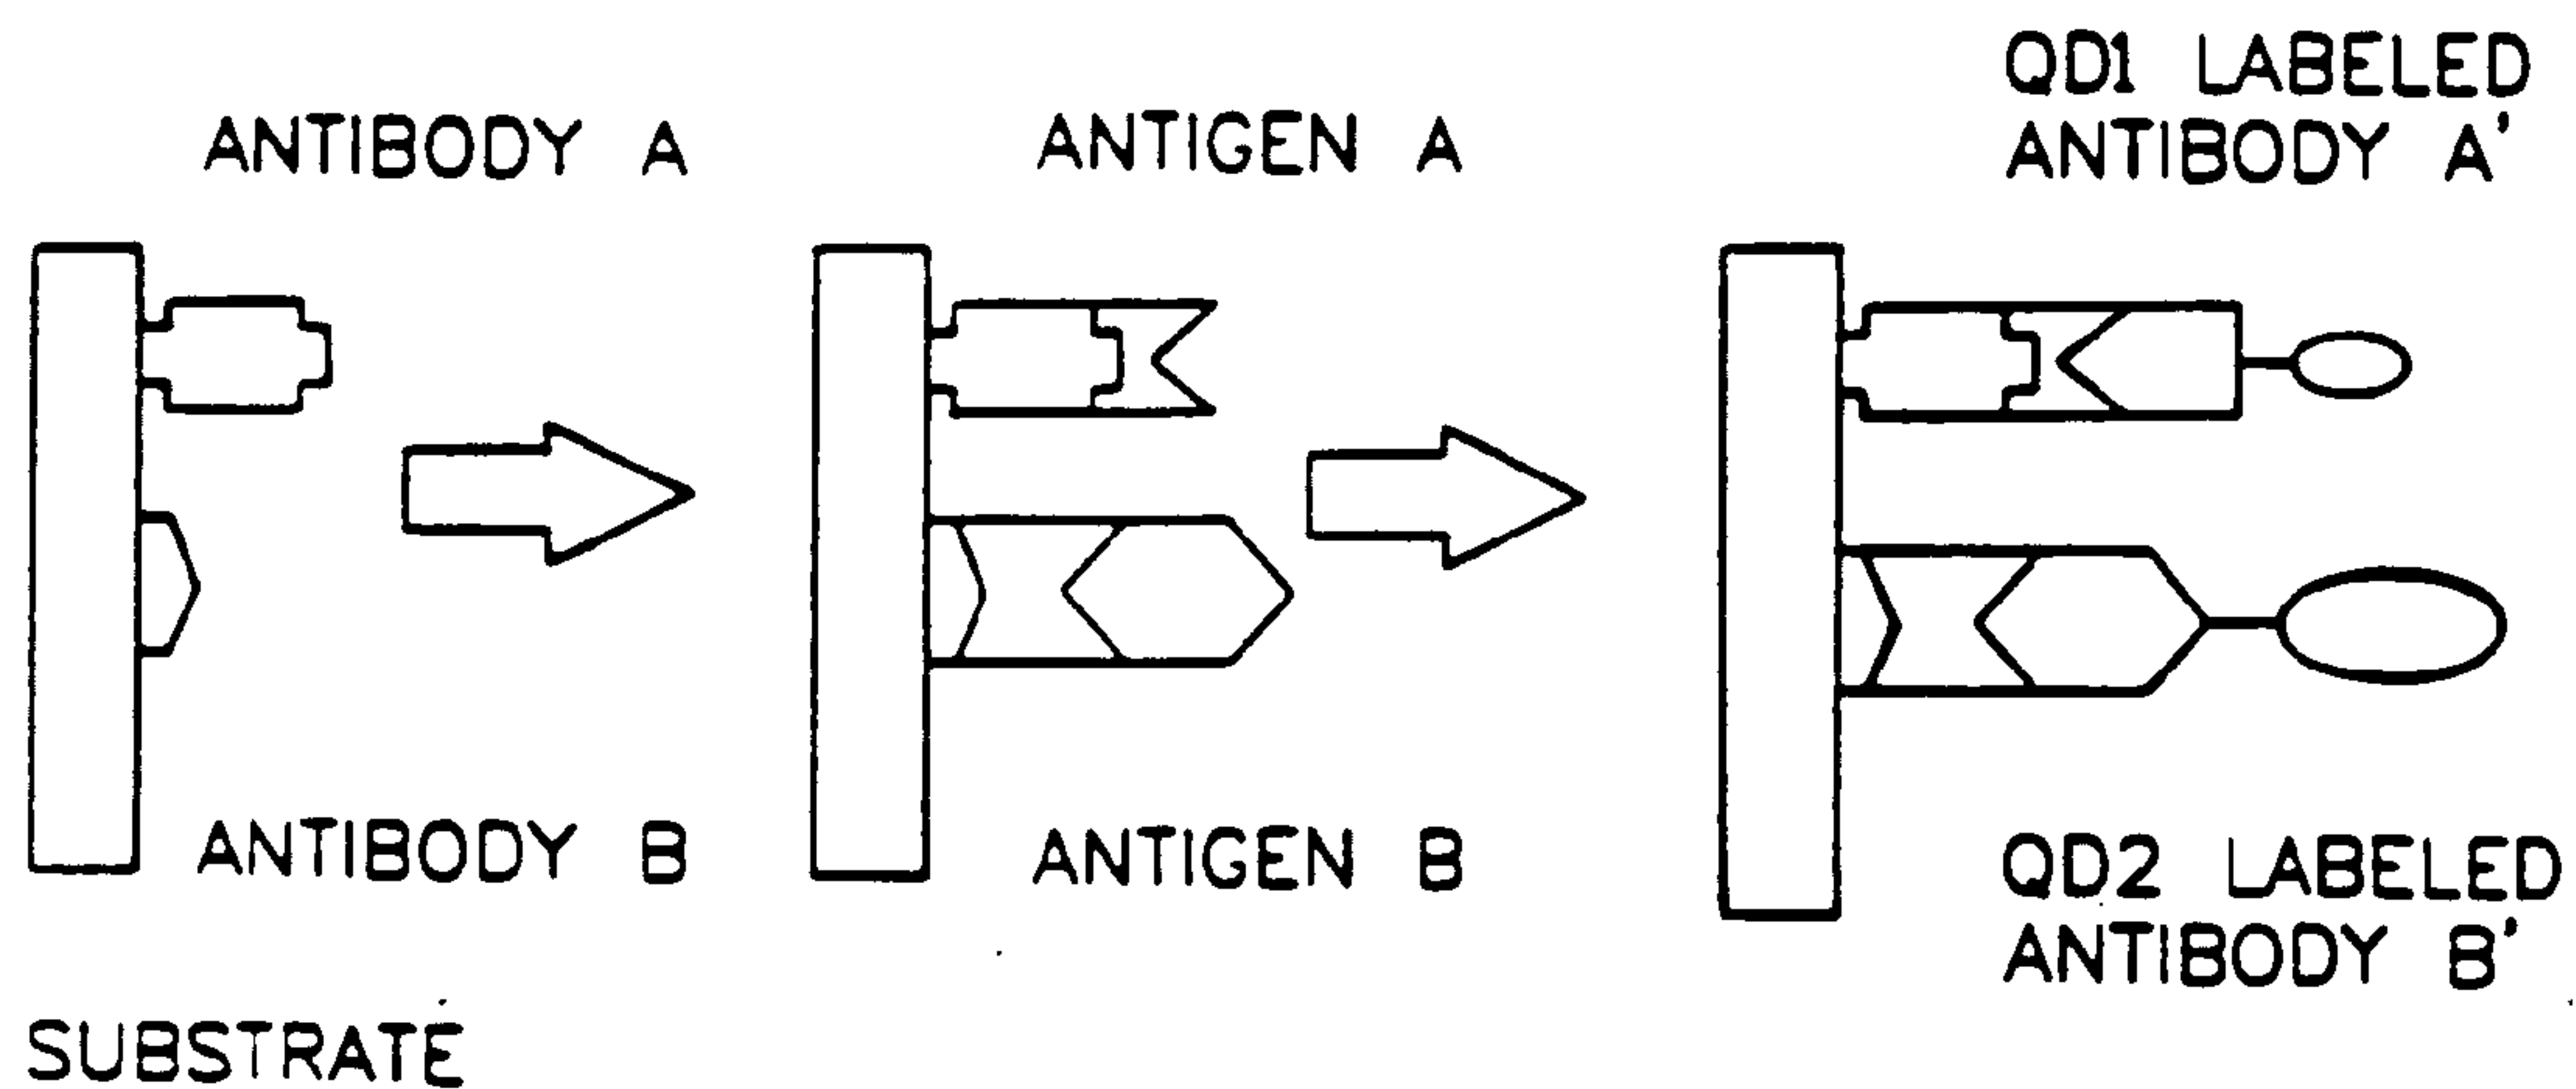 ANTIBODY A
ANTIGEN A
QD1 LABELED
ANTIBODY A'
ANTIBODY B
ANTIGEN B
QD2 LABELED
ANTIBODY B'
SUBSTRATE